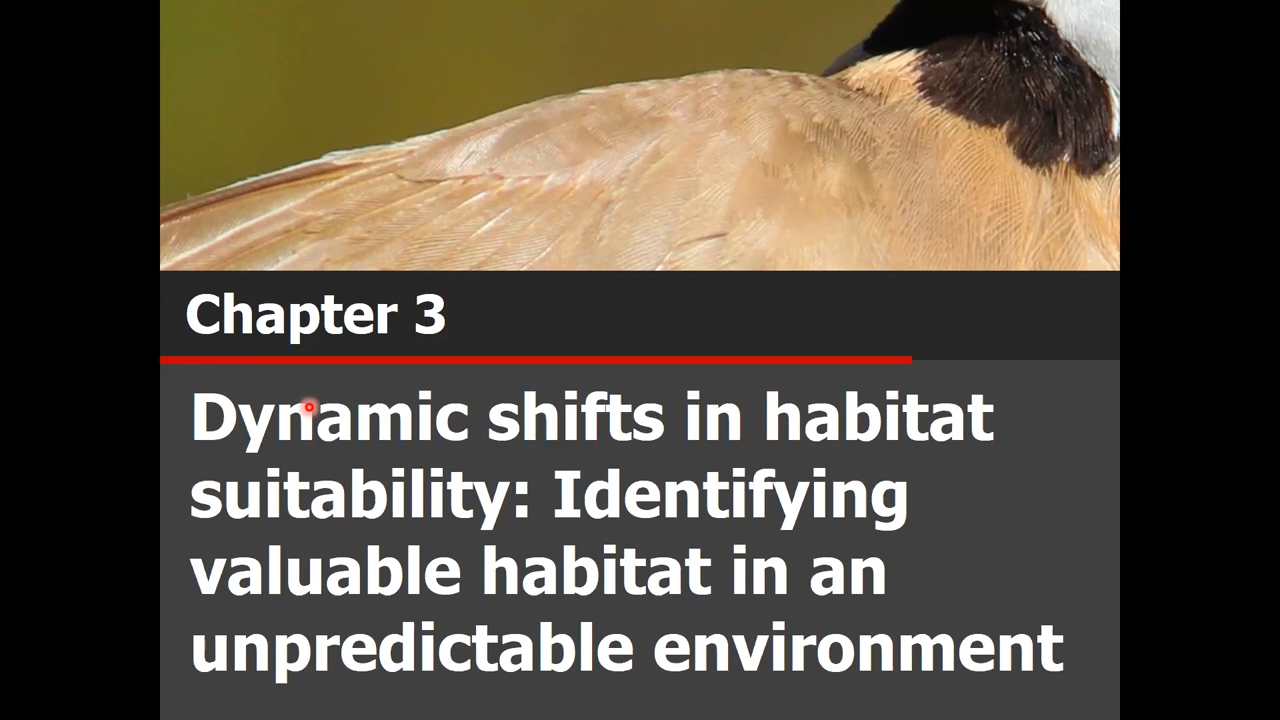 Chapter 3
Dynamic shifts in habitat
suitability: Identifying
valuable habitat in an
unpredictable environment